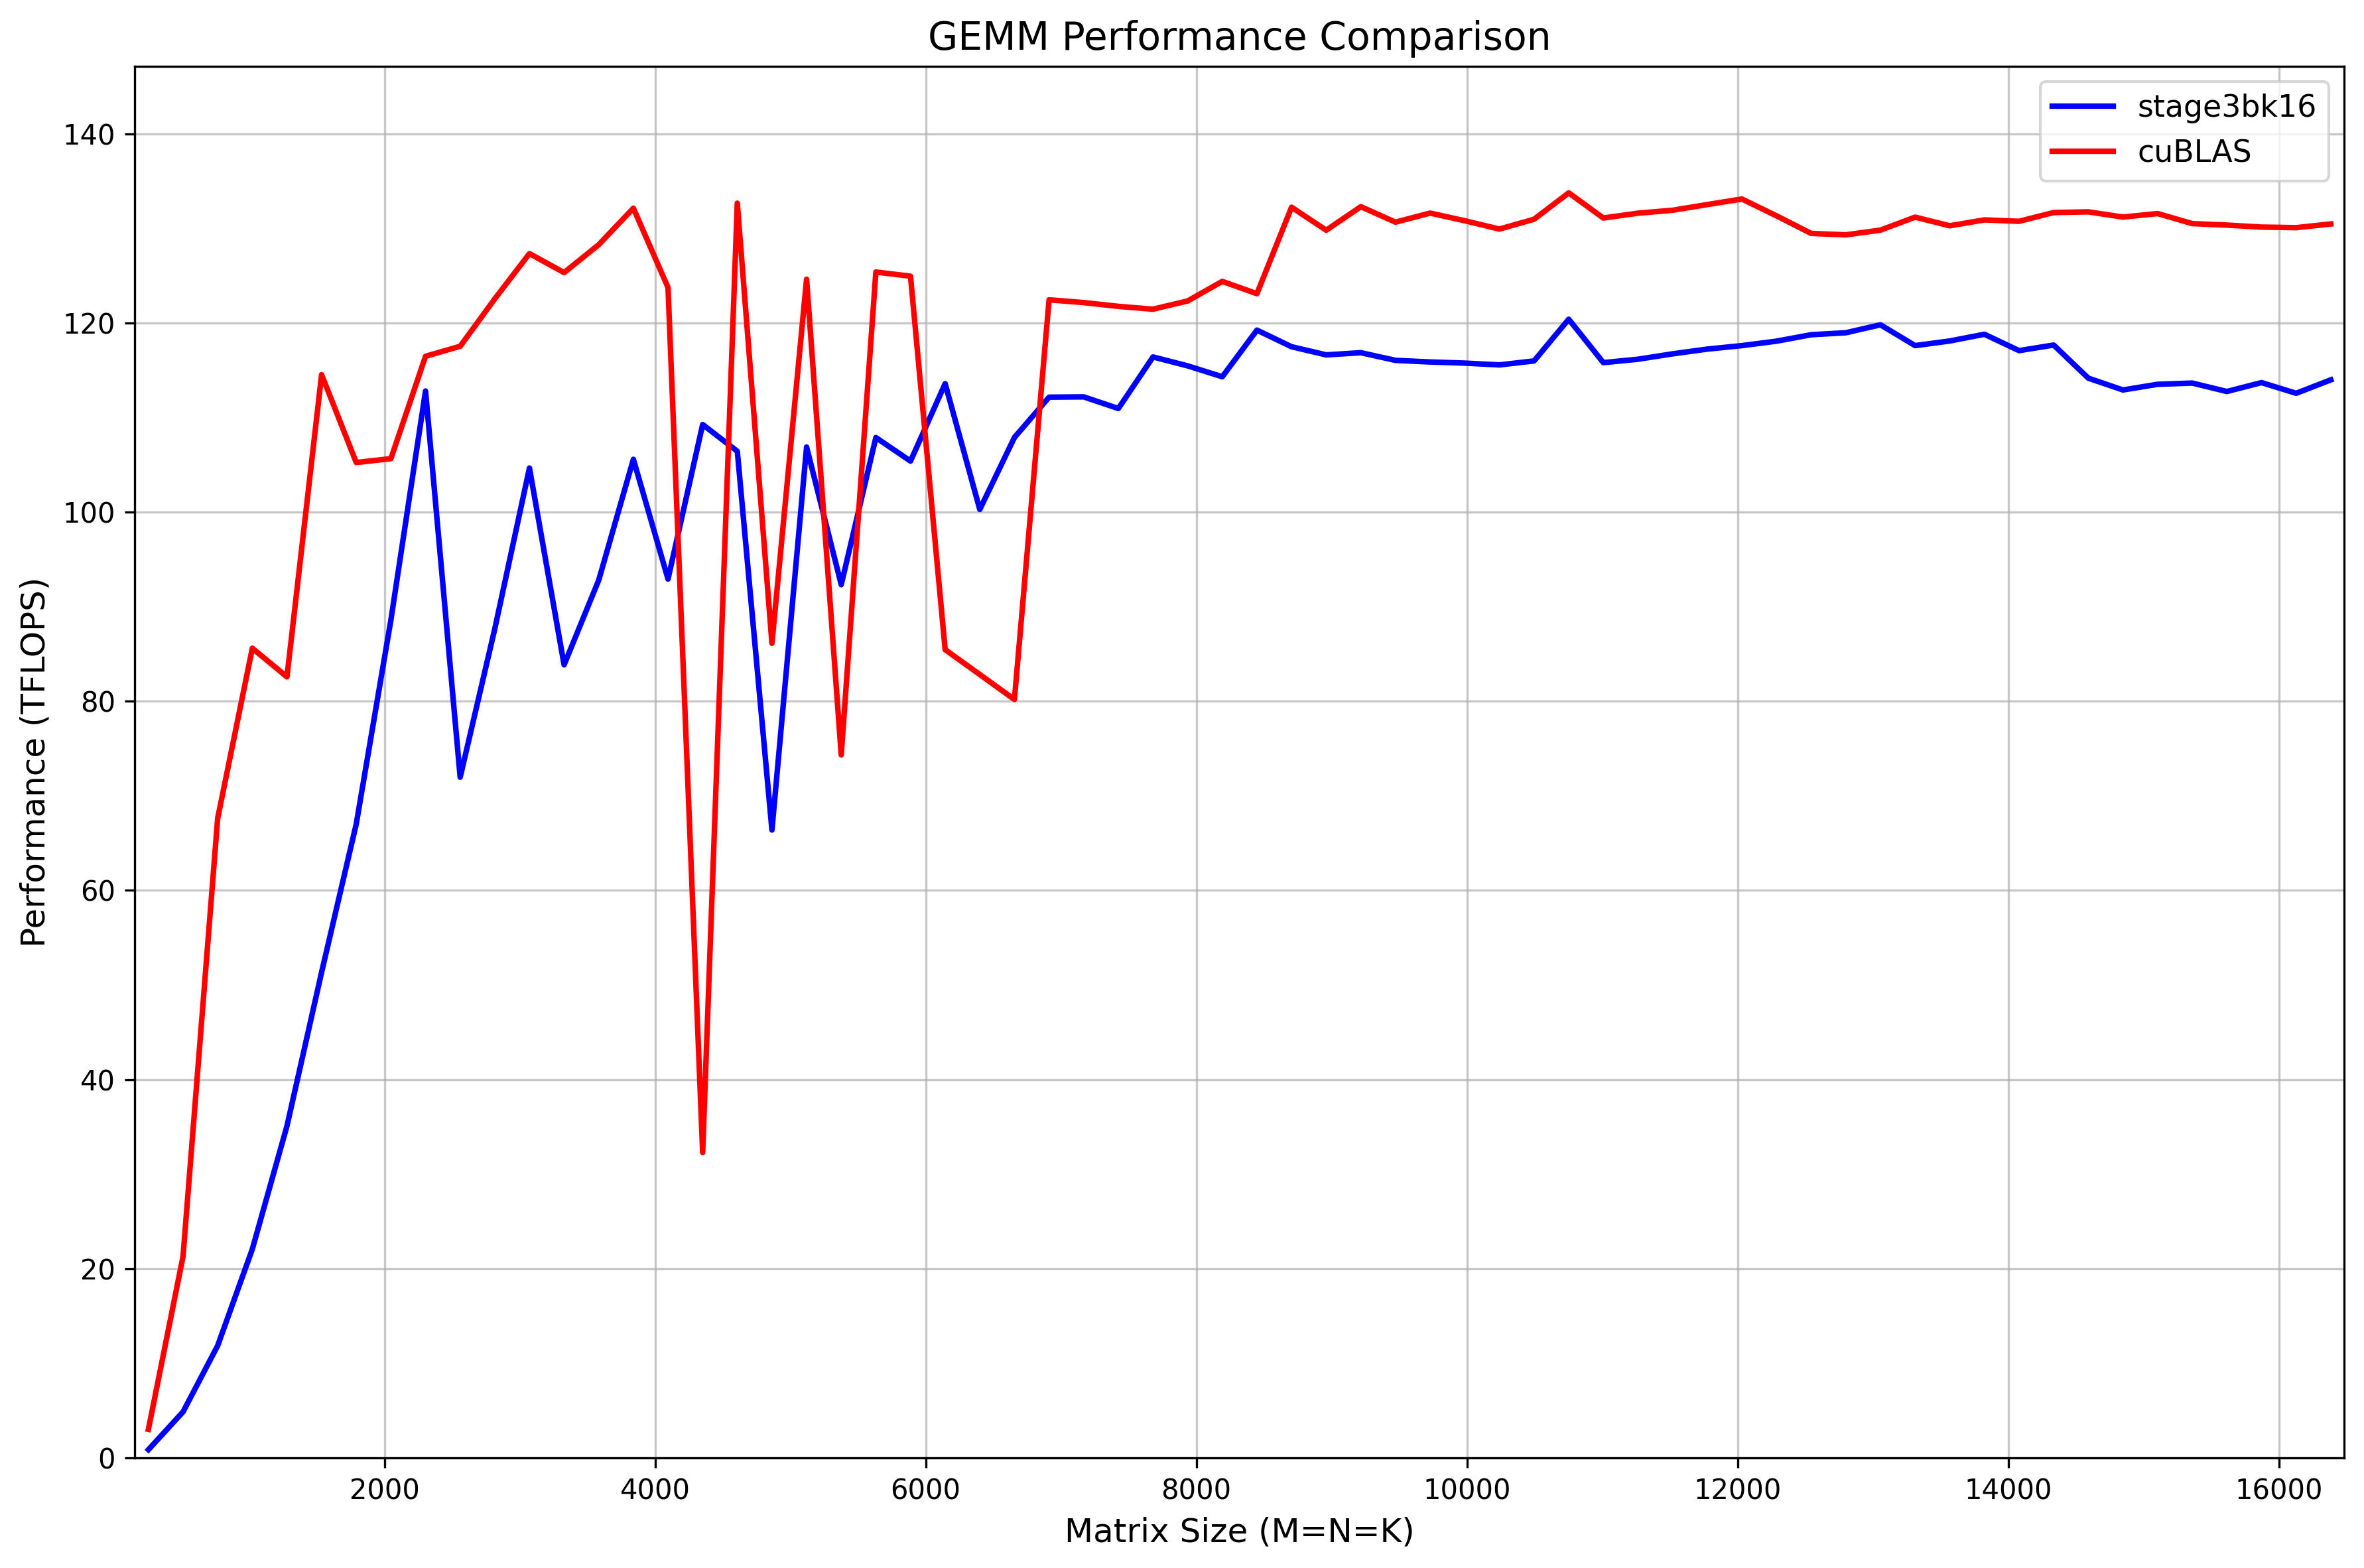 GEMM Performance Comparison
stage3bk16
cuBLAS
Performance (TFLOPS)
140
120
100
80
60
40
20
0
2000 4000 6000 8000 10000 12000 14000 16000
Matrix Size (M=N=K)